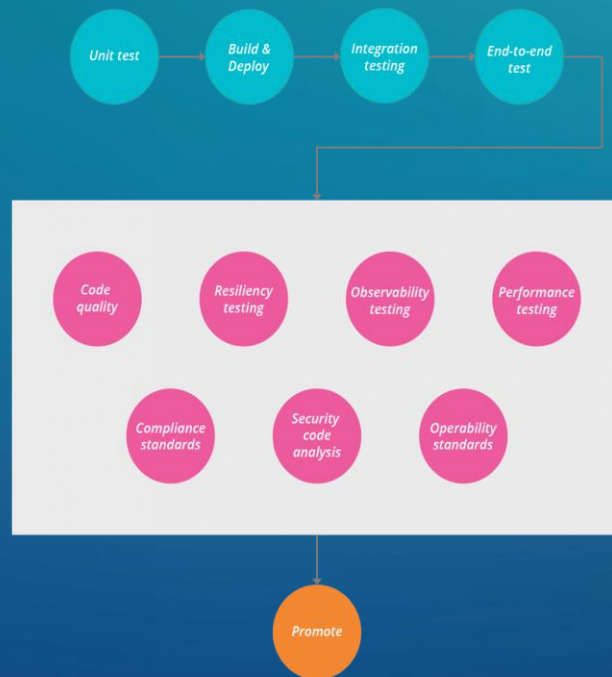 Unit test
Build &
Deploy
Integration
testing
End-to-end
test
Code
quality
Resiliency
testing
Observability
testing
Performance
testing
Compliance
standards
Security
code
analysis
Operability
standards
Promote